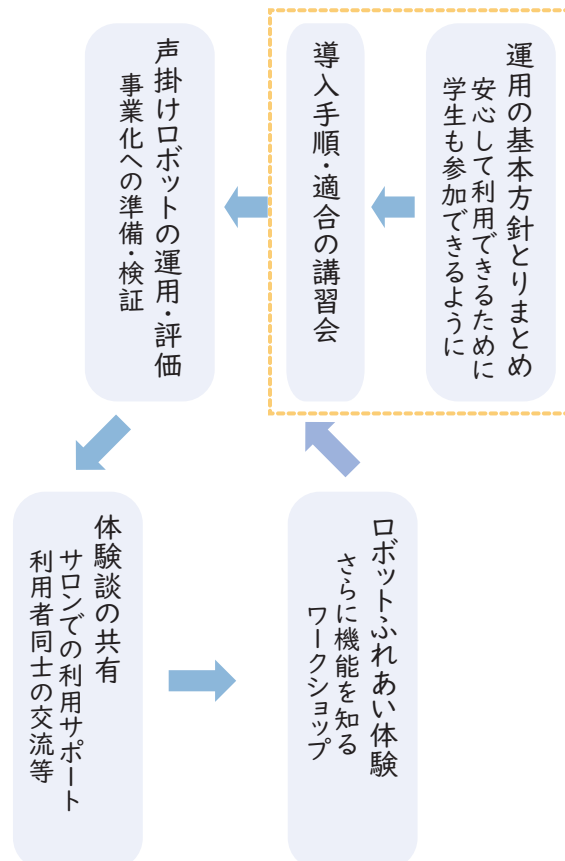 運用の基本方針とりまとめ
安心して利用できるために
学生も参加できるように
導入手順・適合の講習会
声掛けロボットの運用・評価
事業化への準備・検証
体験談の共有
サロンでの利用サポート
利用者同士の交流等
ロボットふれあい体験
さらに機能を知る
ワークショップ